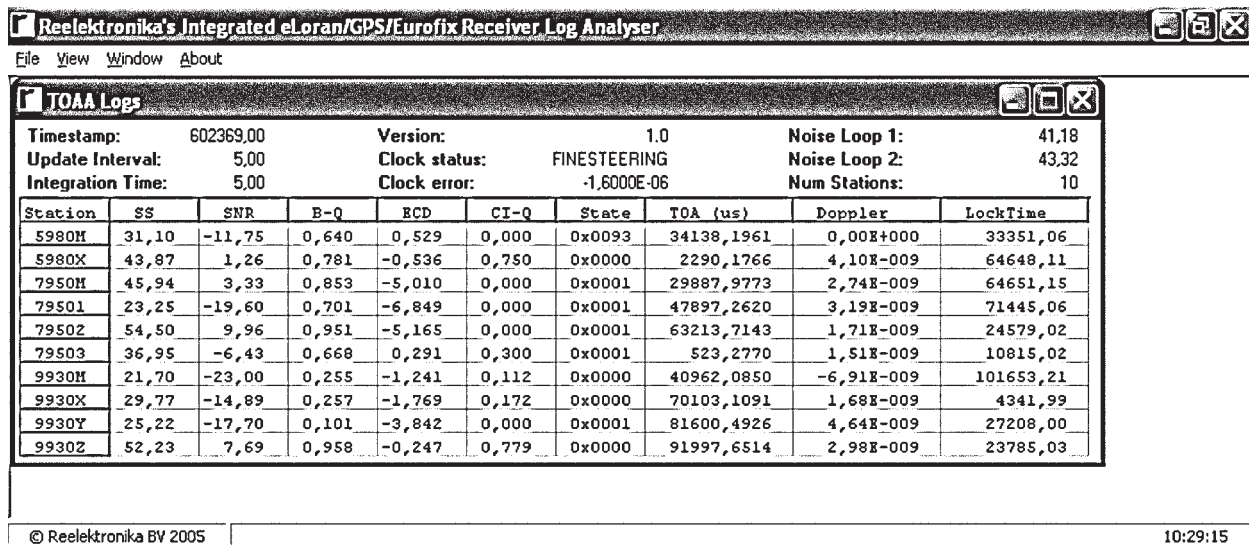 Reelektronika's Integrated eLoran/GPS/Eurofix Receiver Log Analyser
File View Window About
TOAA Logs
Timestamp: 602369,00 Version: 1.0 Noise Loop 1: 41,18
Update Interval: 5,00 Clock status: FINESTEERING Noise Loop 2: 43,32
Integration Time: 5,00 Clock error: -1,6000E-06 Num Stations: 10
Station SS SNR B-Q ECD CI-Q State TOA (us) Doppler LockTime
5980M 31,10 -11,75 0,640 0,529 0,000 0x0093 34138,1961 0,00E+000 33351,06
5980X 43,87 1,26 0,781 -0,536 0,750 0x0000 2290,1766 4,10E-009 64648,11
7950M 45,94 3,33 0,853 -5,010 0,000 0x0001 29887,9773 2,74E-009 64651,15
79501 23,25 -19,60 0,701 -6,849 0,000 0x0001 47897,2620 3,19E-009 71445,06
79502 54,50 9,96 0,951 -5,165 0,000 0x0001 63213,7143 1,71E-009 24579,02
79503 36,95 -6,43 0,668 0,291 0,300 0x0001 523,2770 1,51E-009 10815,02
9930M 21,70 -23,00 0,255 -1,241 0,112 0x0000 40962,0850 -6,91E-009 101653,21
9930X 29,77 -14,89 0,257 -1,769 0,172 0x0000 70103,1091 1,68E-009 4341,99
9930Y 25,22 -17,70 0,101 -3,842 0,000 0x0001 81600,4926 4,64E-009 27208,00
9930Z 52,23 7,69 0,958 -0,247 0,779 0x0000 91997,6514 2,98E-009 23785,03
© Reelektronika BV 2005 10:29:15